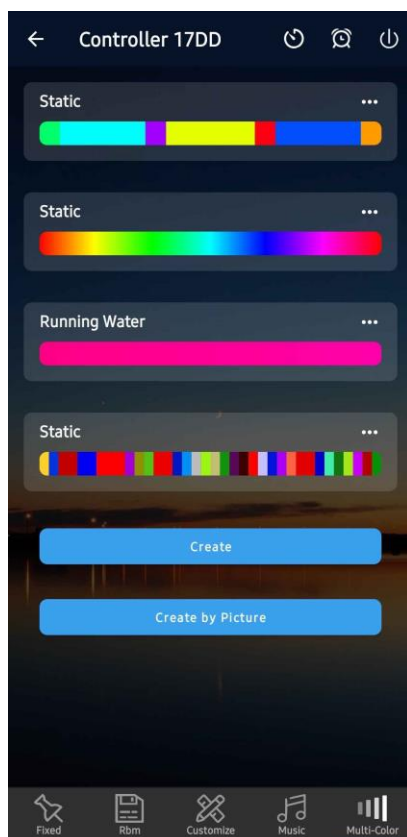 Controller 17DD
Static
Static
Running Water
Static
Create
Create by Picture
Fixed
Rbm
Customize
Music
Multi-Color